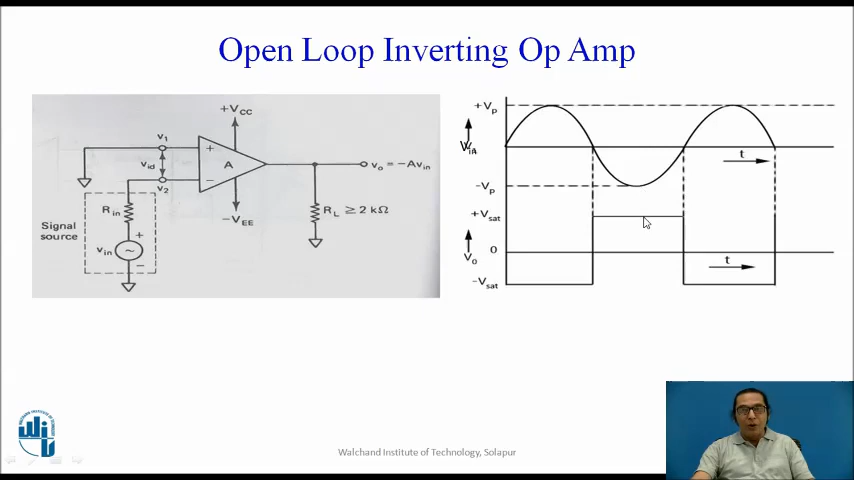 Open Loop Inverting Op Amp
+VCC
v1
+
vid
A
vo = −Avin
v2
−
Rin
−VEE
RL ≥ 2 kΩ
Signal
source
+
vin
~
−
+Vp
t
−Vp
+Vsat
0
Vo
t
−Vsat
Walchand Institute of Technology, Solapur